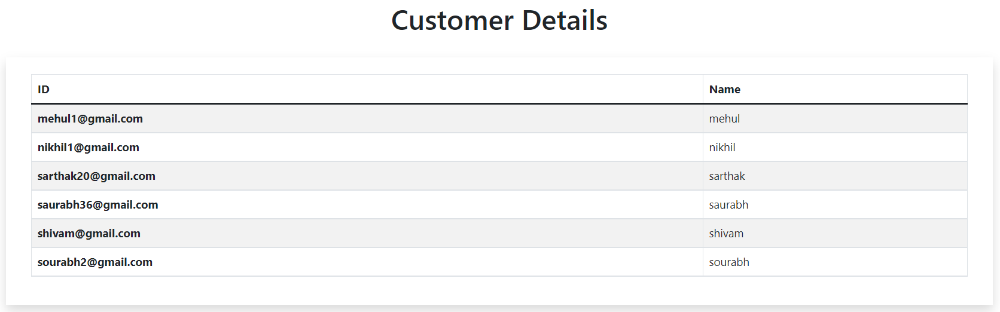 Customer Details
ID Name
mehul1@gmail.com mehul
nikhil1@gmail.com nikhil
sarthak20@gmail.com sarthak
saurabh36@gmail.com saurabh
shivam@gmail.com shivam
sourabh2@gmail.com sourabh